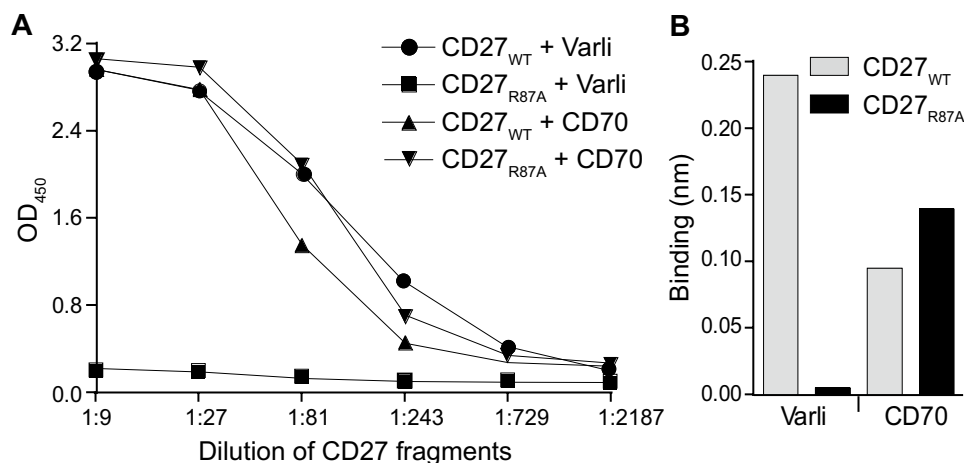 A
3.2
2.4
1.6
0.8
0.0
OD450
1:9 1:27 1:81 1:243 1:729 1:2187
Dilution of CD27 fragments
CD27WT + Varli
CD27R87A + Varli
CD27WT + CD70
CD27R87A + CD70
B
0.25
0.20
0.15
0.10
0.05
0.00
Binding (nm)
Varli CD70
CD27WT
CD27R87A